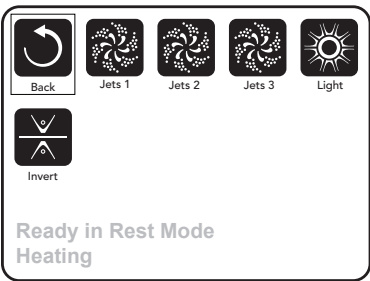 Back
Jets 1
Jets 2
Jets 3
Light
Invert
Ready in Rest Mode
Heating